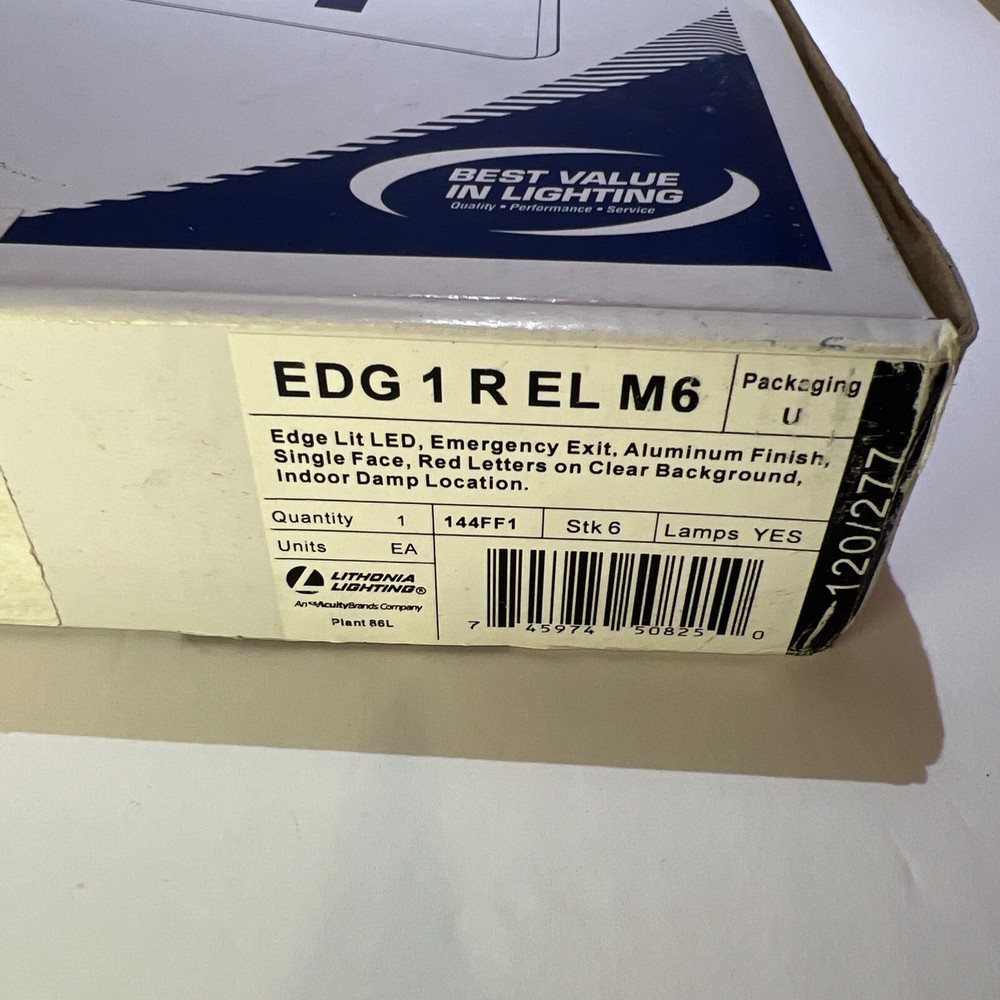 BEST VALUE
IN LIGHTING
Quality • Performance • Service
EDG 1 R EL M6
Packaging
U
Edge Lit LED, Emergency Exit, Aluminum Finish,
Single Face, Red Letters on Clear Background,
Indoor Damp Location.
Quantity 1
144FF1
Stk 6
Lamps YES
Units EA
LITHONIA
LIGHTING®
An AcuityBrands Company
Plant 86L
7 45974 50825 0
120/277